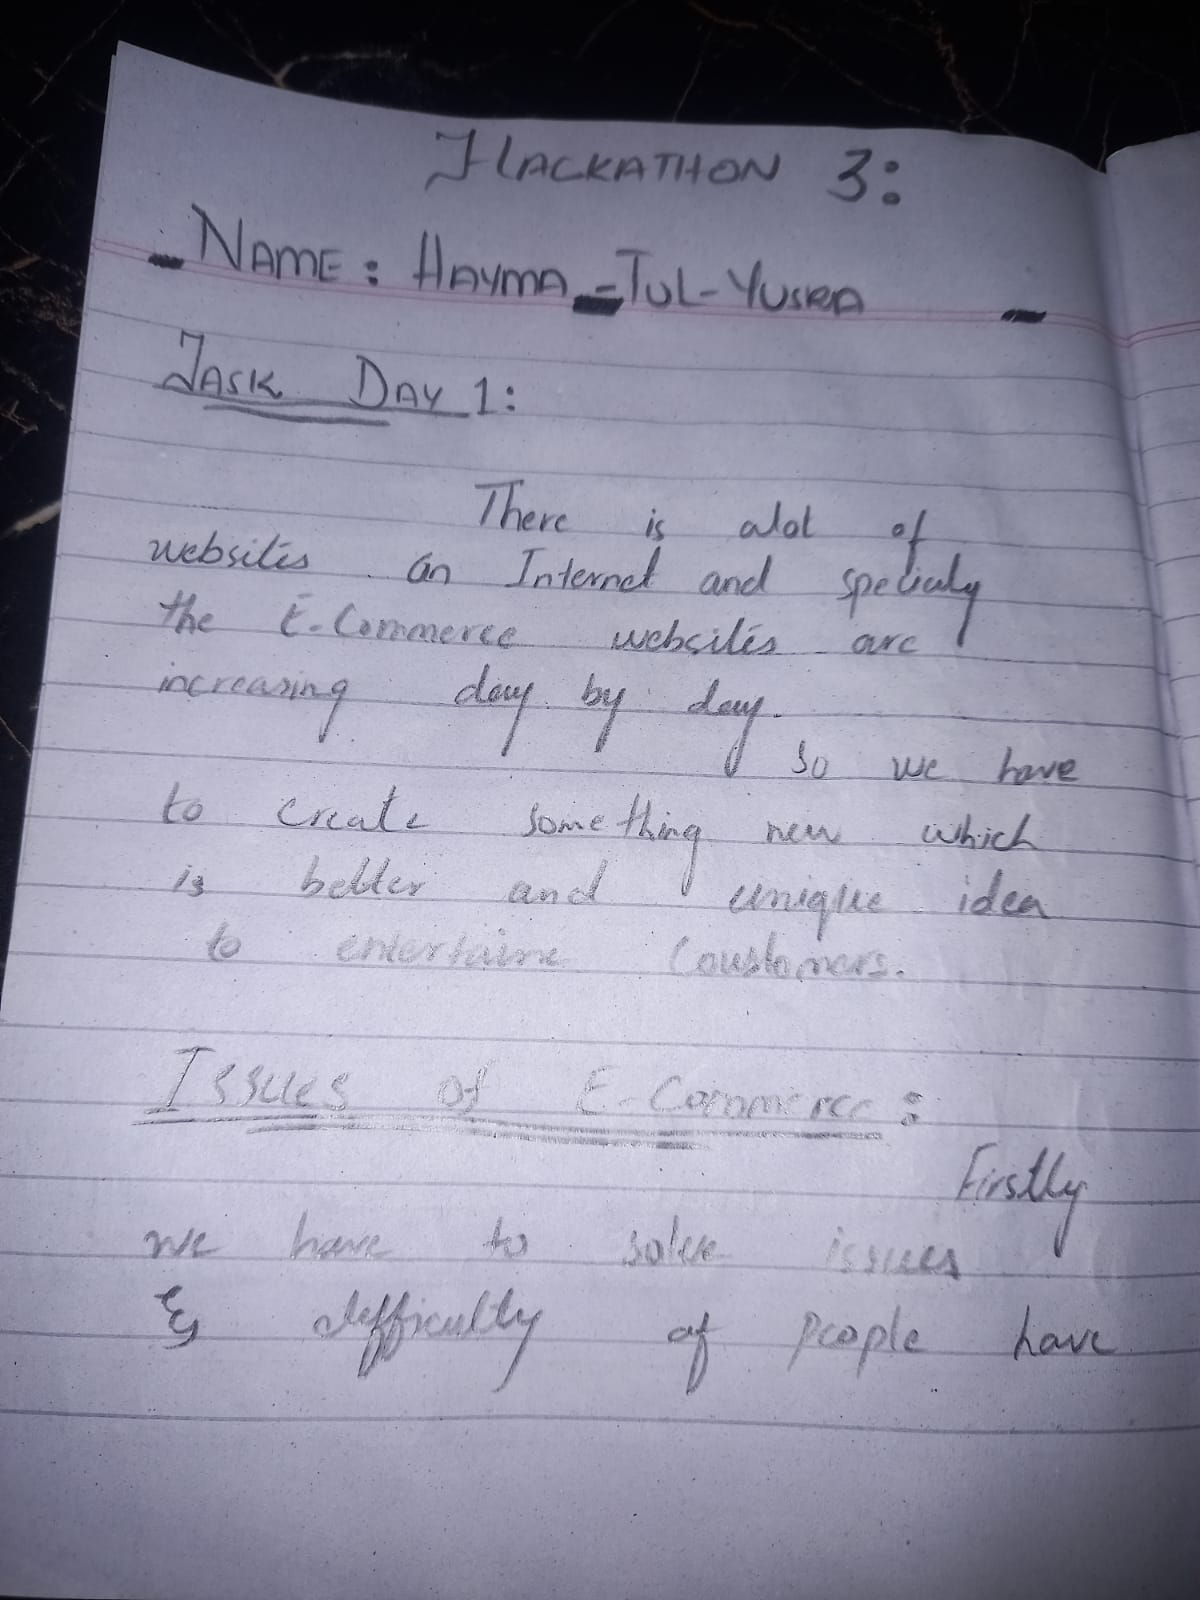 HACKATHON 3:
NAME: HAYMA-TUL-YUSRA
TASK DAY 1:
There is alot of
websites on Internet and specialy
the E-Commerce websites are
increasing day by day.
So we have
to create something new which
is better and unique idea
to entertaine Coustomers.
Issues of E-Commerce:
Firstly
we have to solve issues
& difficulty of people have